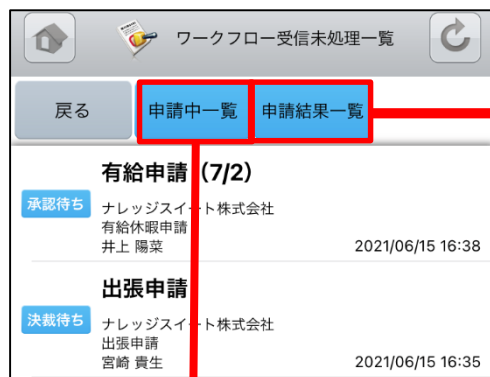 ワークフロー受信未処理一覧
戻る 申請中一覧 申請結果一覧
有給申請（7/2）
承認待ち ナレッジスイート株式会社
有給休暇申請
井上 陽菜 2021/06/15 16:38
出張申請
決裁待ち ナレッジスイート株式会社
出張申請
宮崎 貴生 2021/06/15 16:35